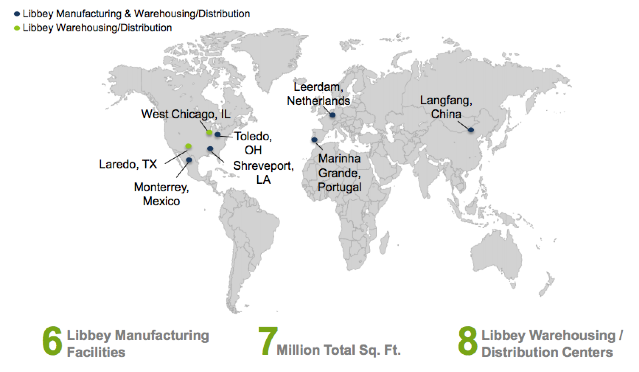 Libbey Manufacturing & Warehousing/Distribution
Libbey Warehousing/Distribution
Leerdam,
Netherlands
Langfang,
China
West Chicago, IL
Toledo,
OH
Laredo, TX
Shreveport,
LA
Marinha
Grande,
Portugal
Monterrey,
Mexico
6 Libbey Manufacturing
Facilities
7 Million Total Sq. Ft.
8 Libbey Warehousing /
Distribution Centers